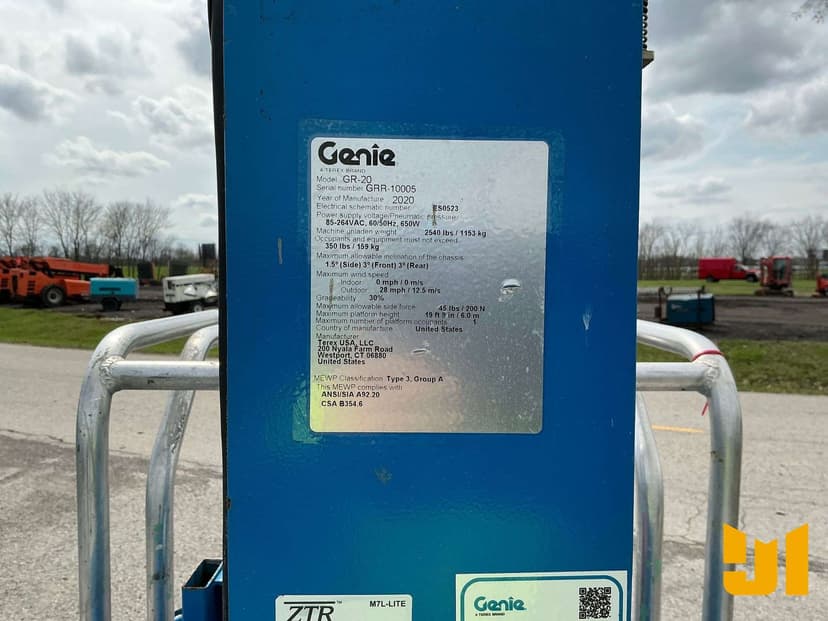 Genie
A TEREX BRAND
Model GR-20
Serial number GRR-10005
Year of Manufacture 2020
Electrical schematic number ES0523
Power supply voltage/Pneumatic pressure
85-264VAC, 60/50Hz, 650W
Machine unladen weight 2540 lbs / 1153 kg
Occupants and equipment must not exceed
350 lbs / 159 kg
Maximum allowable inclination of the chassis
1.5° (Side) 3° (Front) 3° (Rear)
Maximum wind speed
Indoor 0 mph / 0 m/s
Outdoor 28 mph / 12.5 m/s
Gradeability 30%
Maximum allowable side force 45 lbs / 200 N
Maximum platform height 19 ft 9 in / 6.0 m
Maximum number of platform occupants 1
Country of manufacture United States
Manufacturer
Terex USA, LLC
200 Nyala Farm Road
Westport, CT 06880
United States
MEWP Classification Type 3, Group A
This MEWP complies with
ANSI/SIA A92.20
CSA B354.6
ZTR™ M7L-LITE
Genie
A TEREX BRAND